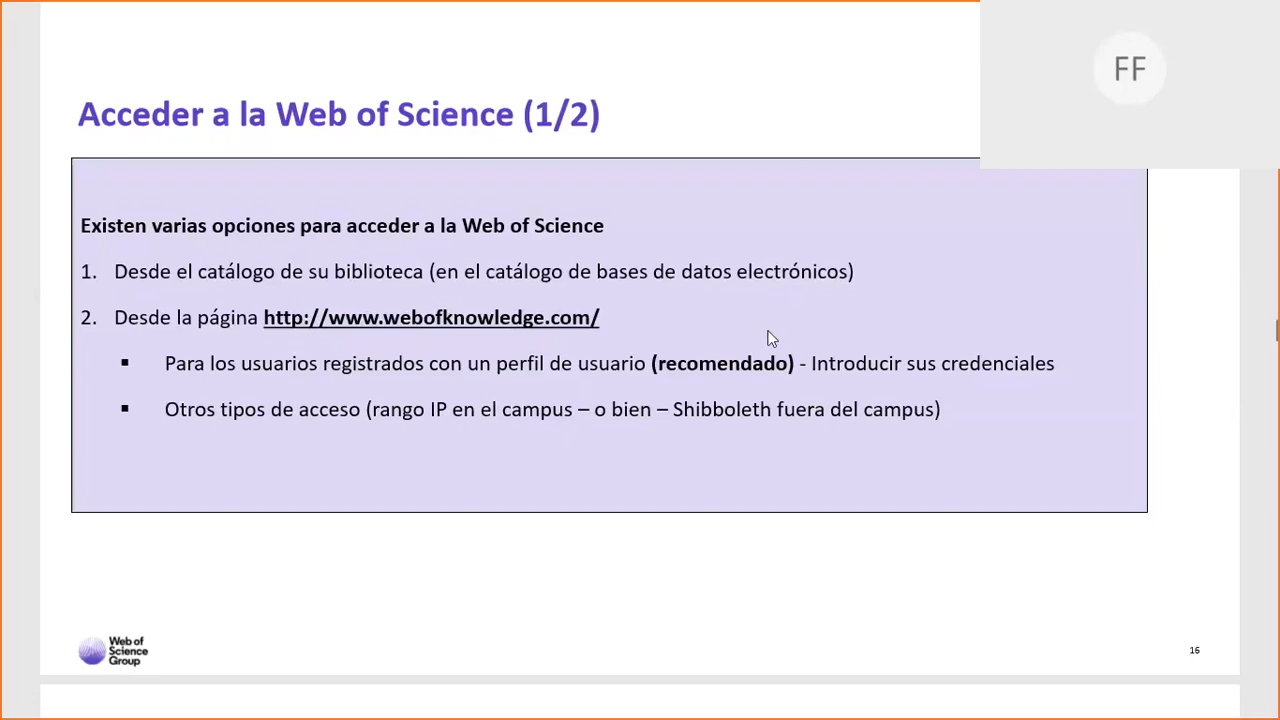 FF
Acceder a la Web of Science (1/2)
Existen varias opciones para acceder a la Web of Science
1. Desde el catálogo de su biblioteca (en el catálogo de bases de datos electrónicos)
2. Desde la página http://www.webofknowledge.com/
▪ Para los usuarios registrados con un perfil de usuario (recomendado) - Introducir sus credenciales
▪ Otros tipos de acceso (rango IP en el campus – o bien – Shibboleth fuera del campus)
Web of
Science
Group
16